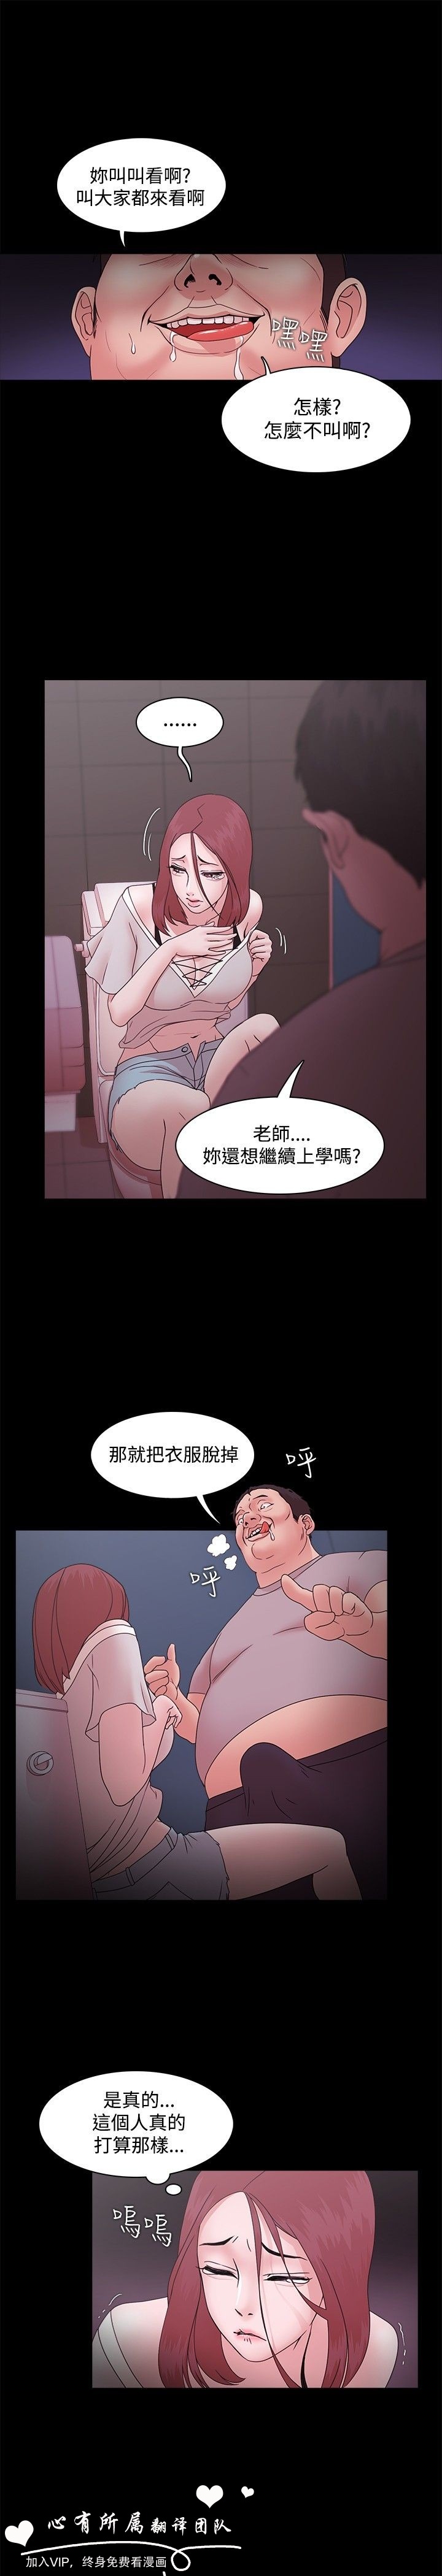 妳叫叫看啊?
叫大家都來看啊
嘿嘿
怎樣?
怎麼不叫啊?
......
老師....
妳還想繼續上學嗎?
那就把衣服脫掉
呼
呼
是真的...
這個人真的
打算那樣...
嗚嗚
心有所属翻译团队
加入VIP，终身免费看漫画